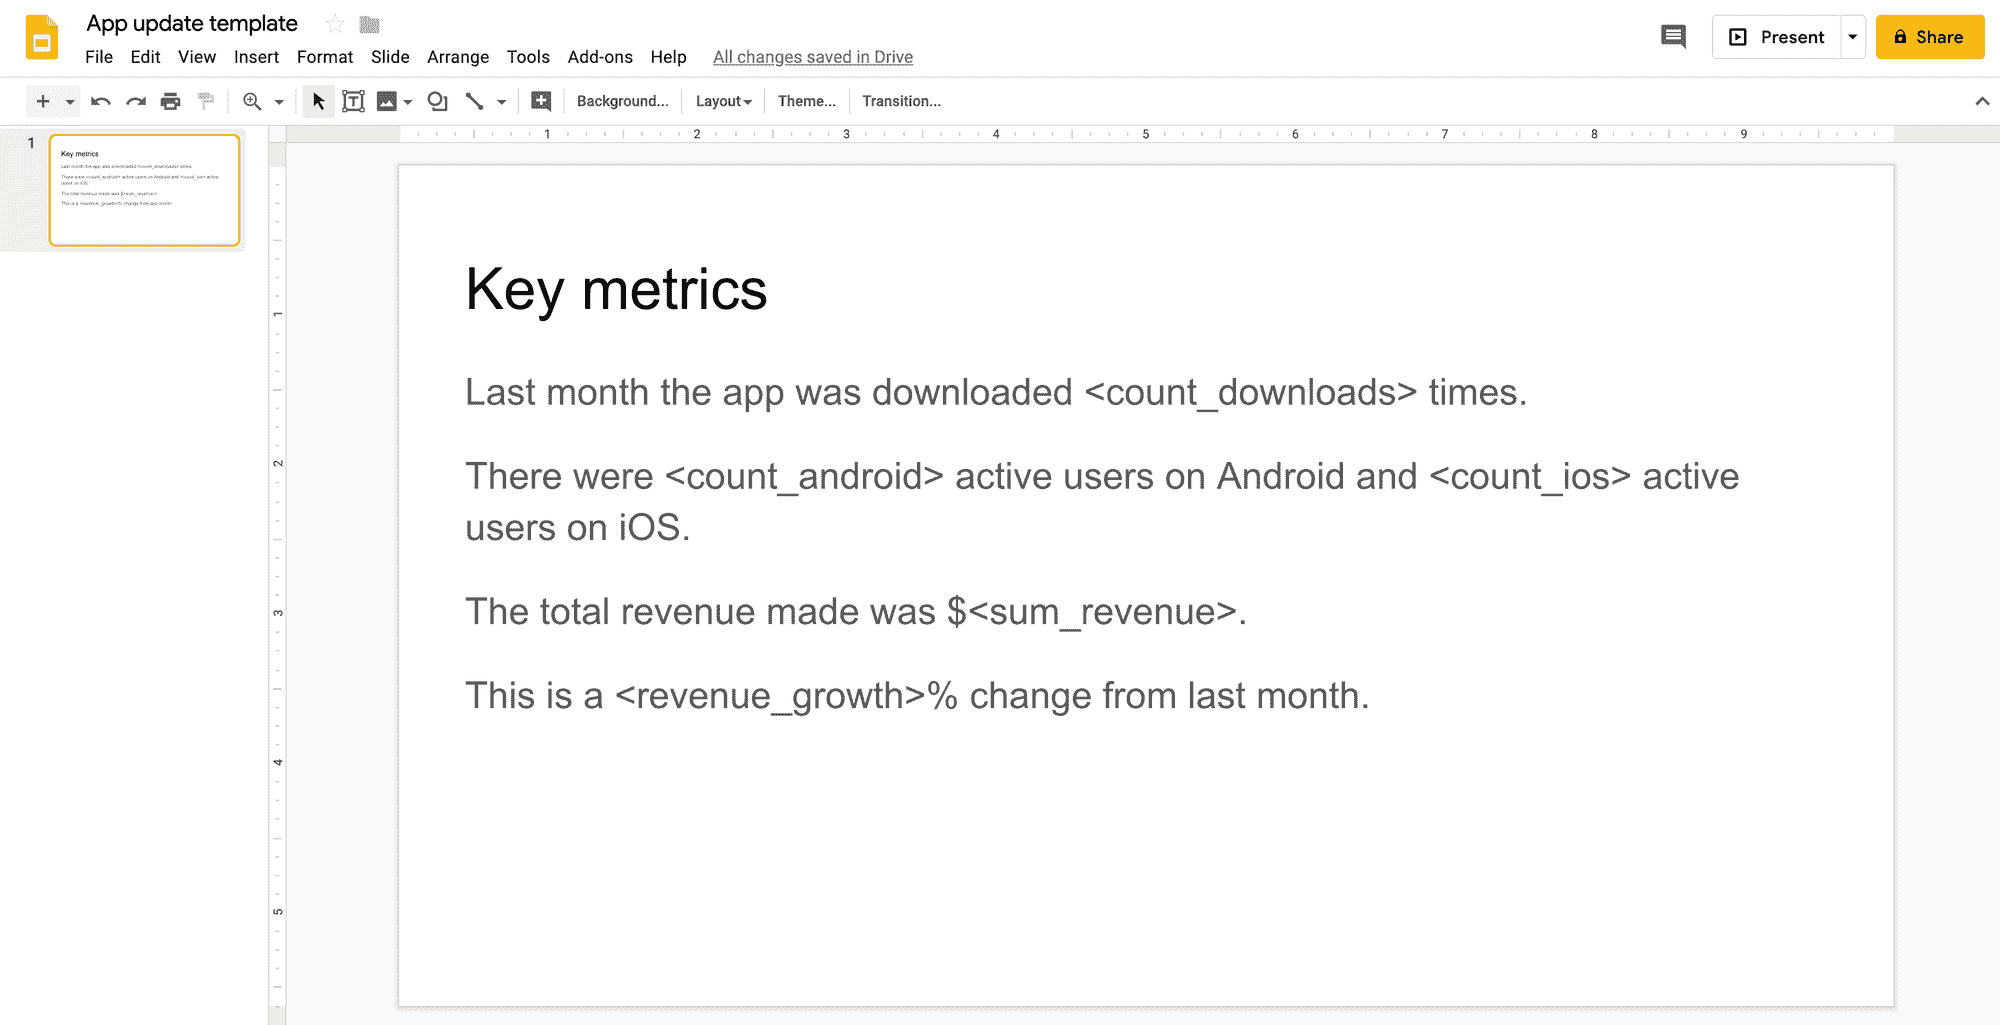 App update template
File Edit View Insert Format Slide Arrange Tools Add-ons Help All changes saved in Drive
Present
Share
Background... Layout Theme... Transition...
1 2 3 4 5 6 7 8 9
1
Key metrics
Last month the app was downloaded <count_downloads> times.
There were <count_android> active users on Android and <count_ios> active
users on iOS.
The total revenue made was $<sum_revenue>.
This is a <revenue_growth>% change from last month.
1
2
3
4
5
Key metrics
Last month the app was downloaded <count_downloads> times.
There were <count_android> active users on Android and <count_ios> active
users on iOS.
The total revenue made was $<sum_revenue>.
This is a <revenue_growth>% change from last month.